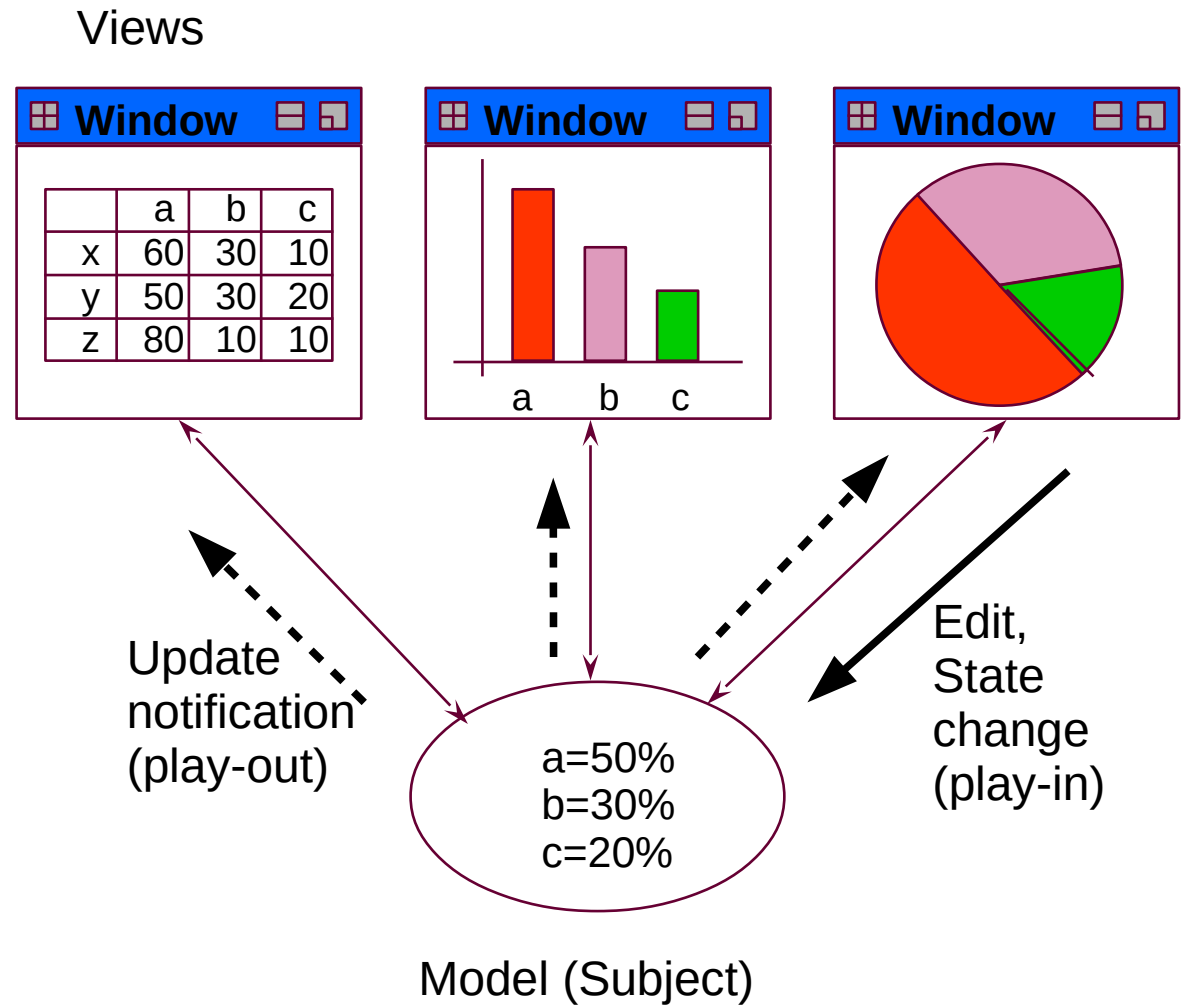 Views
Window
Window
Window
a b c
x 60 30 10
y 50 30 20
z 80 10 10
a b c
Update
notification
(play-out)
Edit,
State
change
(play-in)
a=50%
b=30%
c=20%
Model (Subject)